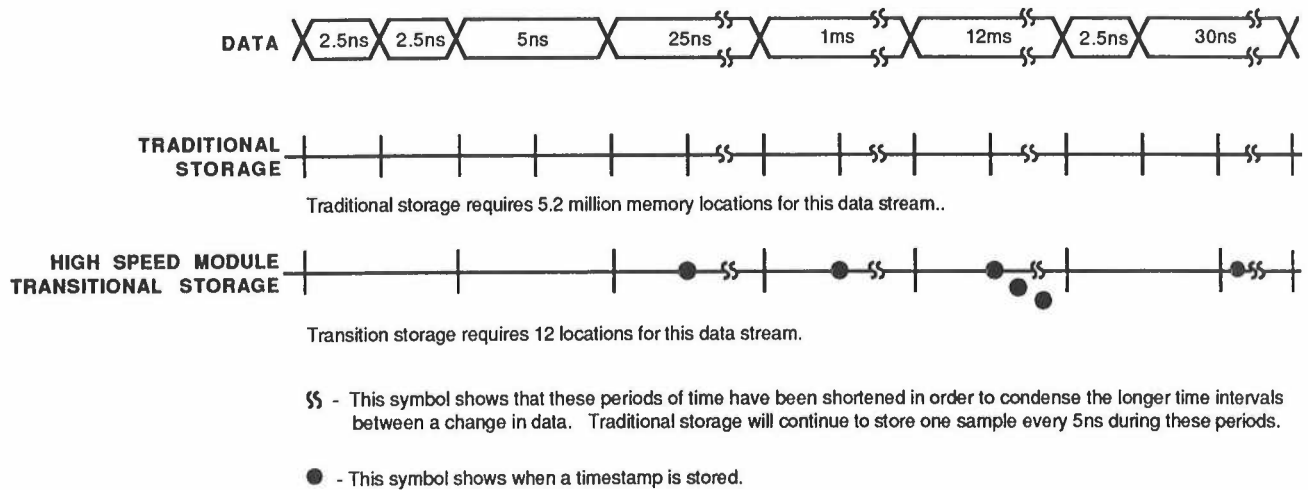 DATA 2.5ns 2.5ns 5ns 25ns 1ms 12ms 2.5ns 30ns
TRADITIONAL
STORAGE
Traditional storage requires 5.2 million memory locations for this data stream..
HIGH SPEED MODULE
TRANSITIONAL STORAGE
Transition storage requires 12 locations for this data stream.
- This symbol shows that these periods of time have been shortened in order to condense the longer time intervals
between a change in data. Traditional storage will continue to store one sample every 5ns during these periods.
- This symbol shows when a timestamp is stored.